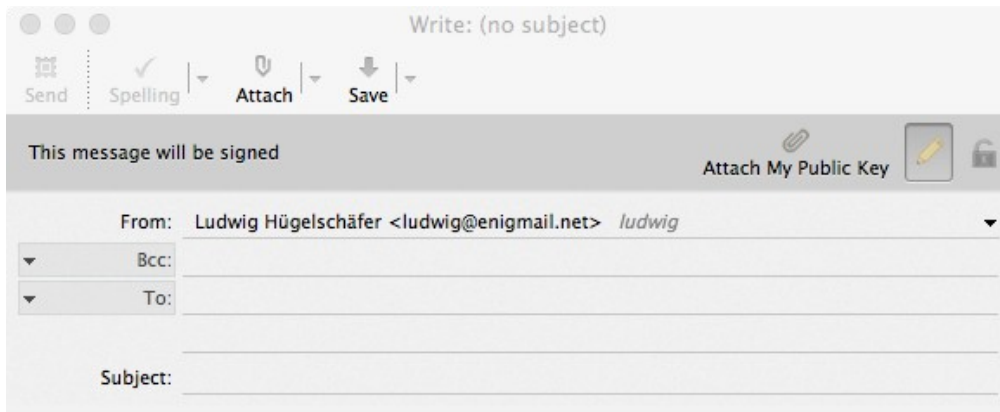 Write: (no subject)
Send Spelling Attach Save
This message will be signed
Attach My Public Key
From: Ludwig Hügelschäfer <ludwig@enigmail.net> ludwig
Bcc:
To:
Subject: